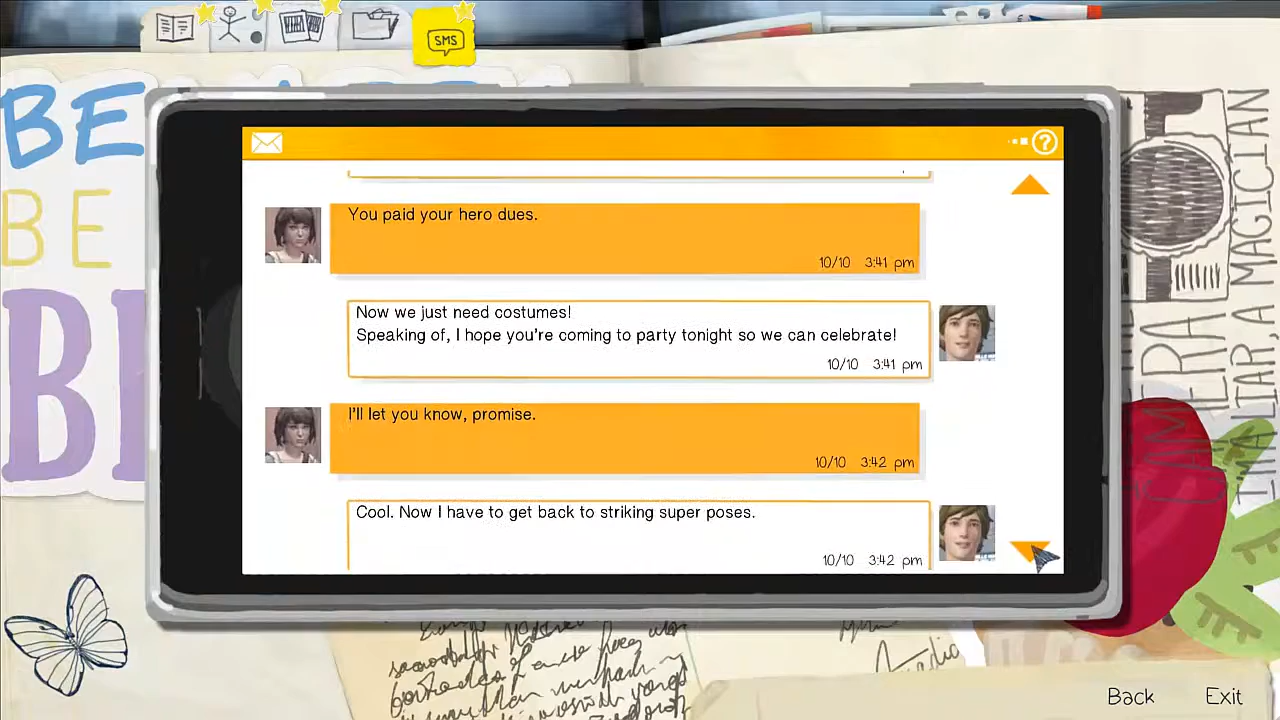 SMS
BE
BE
You paid your hero dues.
10/10 3:41 pm
Now we just need costumes!
Speaking of, I hope you're coming to party tonight so we can celebrate!
10/10 3:41 pm
I'll let you know, promise.
10/10 3:42 pm
Cool. Now I have to get back to striking super poses.
10/10 3:42 pm
CAMERA
I'M A LIAR, A MAGICIAN
Back Exit